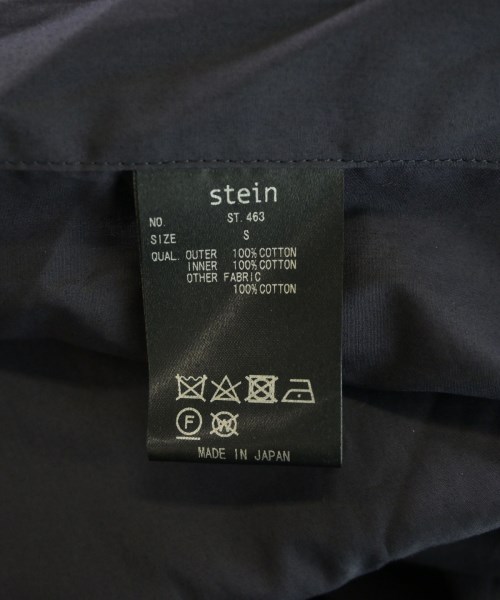 stein
NO. ST.463
SIZE S
QUAL. OUTER 100%COTTON
INNER 100%COTTON
OTHER FABRIC
100%COTTON
F W
MADE IN JAPAN